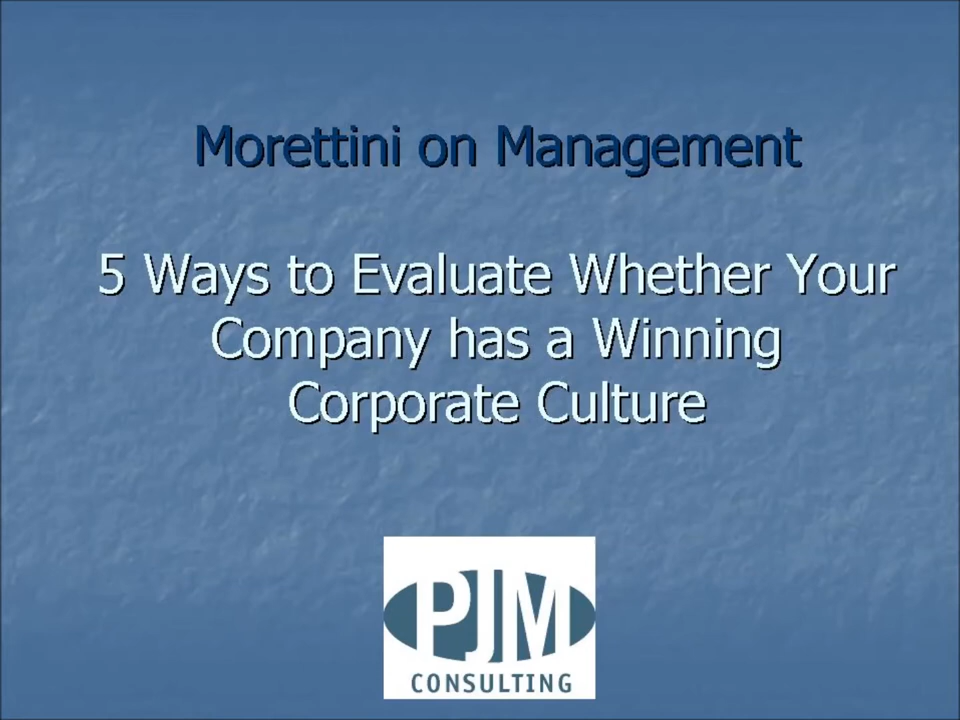 Morettini on Management
5 Ways to Evaluate Whether Your
Company has a Winning
Corporate Culture
PJM
CONSULTING